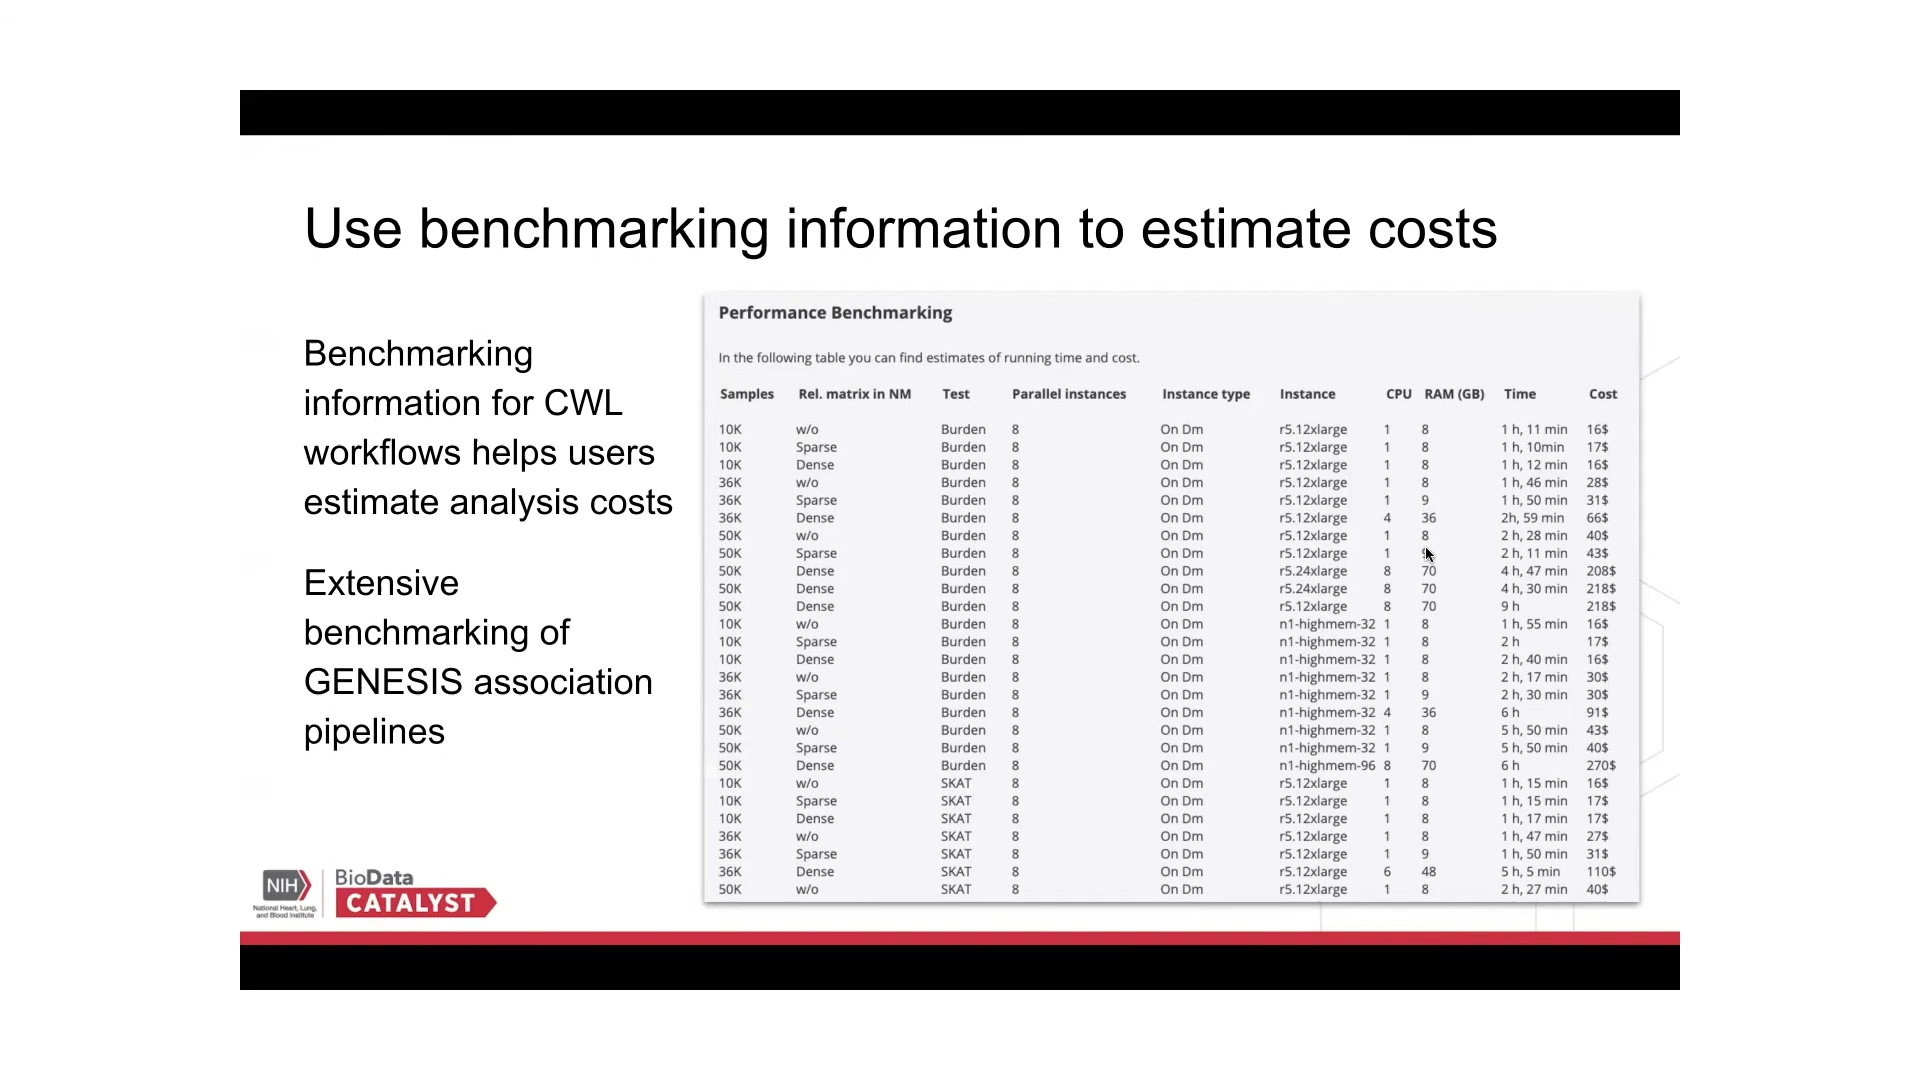 Use benchmarking information to estimate costs
Benchmarking
information for CWL
workflows helps users
estimate analysis costs
Extensive
benchmarking of
GENESIS association
pipelines
Performance Benchmarking
In the following table you can find estimates of running time and cost.
Samples Rel. matrix in NM Test Parallel instances Instance type Instance CPU RAM (GB) Time Cost
10K w/o Burden 8 On Dm r5.12xlarge 1 8 1 h, 11 min 16$
10K Sparse Burden 8 On Dm r5.12xlarge 1 8 1 h, 10min 17$
10K Dense Burden 8 On Dm r5.12xlarge 1 8 1 h, 12 min 16$
36K w/o Burden 8 On Dm r5.12xlarge 1 8 1 h, 46 min 28$
36K Sparse Burden 8 On Dm r5.12xlarge 1 9 1 h, 50 min 31$
36K Dense Burden 8 On Dm r5.12xlarge 4 36 2h, 59 min 66$
50K w/o Burden 8 On Dm r5.12xlarge 1 8 2 h, 28 min 40$
50K Sparse Burden 8 On Dm r5.12xlarge 1 2 h, 11 min 43$
50K Dense Burden 8 On Dm r5.24xlarge 8 70 4 h, 47 min 208$
50K Dense Burden 8 On Dm r5.24xlarge 8 70 4 h, 30 min 218$
50K Dense Burden 8 On Dm r5.12xlarge 8 70 9 h 218$
10K w/o Burden 8 On Dm n1-highmem-32 1 8 1 h, 55 min 16$
10K Sparse Burden 8 On Dm n1-highmem-32 1 8 2 h 17$
10K Dense Burden 8 On Dm n1-highmem-32 1 8 2 h, 40 min 16$
36K w/o Burden 8 On Dm n1-highmem-32 1 8 2 h, 17 min 30$
36K Sparse Burden 8 On Dm n1-highmem-32 1 9 2 h, 30 min 30$
36K Dense Burden 8 On Dm n1-highmem-32 4 36 6 h 91$
50K w/o Burden 8 On Dm n1-highmem-32 1 8 5 h, 50 min 43$
50K Sparse Burden 8 On Dm n1-highmem-32 1 9 5 h, 50 min 40$
50K Dense Burden 8 On Dm n1-highmem-96 8 70 6 h 270$
10K w/o SKAT 8 On Dm r5.12xlarge 1 8 1 h, 15 min 16$
10K Sparse SKAT 8 On Dm r5.12xlarge 1 8 1 h, 15 min 17$
10K Dense SKAT 8 On Dm r5.12xlarge 1 8 1 h, 17 min 17$
36K w/o SKAT 8 On Dm r5.12xlarge 1 8 1 h, 47 min 27$
36K Sparse SKAT 8 On Dm r5.12xlarge 1 9 1 h, 50 min 31$
36K Dense SKAT 8 On Dm r5.12xlarge 6 48 5 h, 5 min 110$
50K w/o SKAT 8 On Dm r5.12xlarge 1 8 2 h, 27 min 40$
NIH
National Heart, Lung,
and Blood Institute
BioData
CATALYST